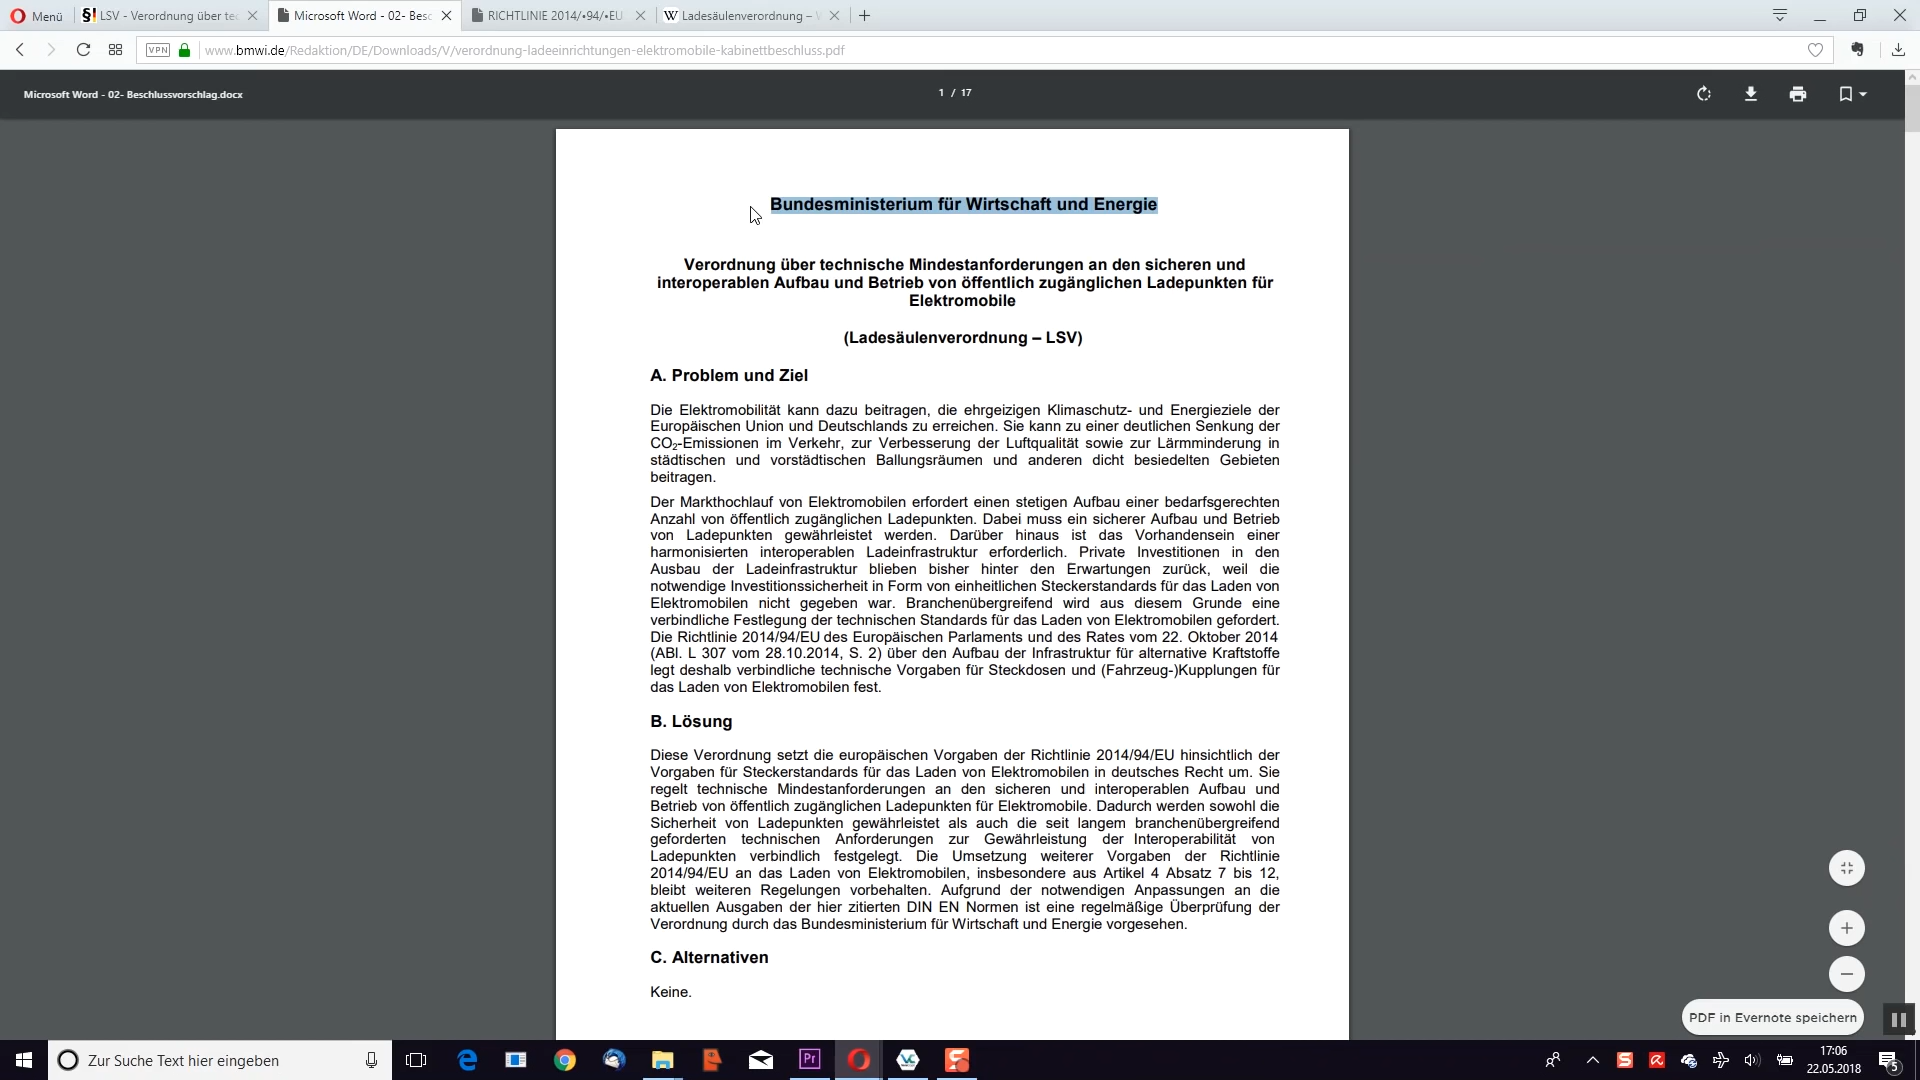 Menü
LSV - Verordnung über te
Microsoft Word - 02- Besc
RICHTLINIE 2014/•94/•EU
Ladesäulenverordnung –
VPN
www.bmwi.de/Redaktion/DE/Downloads/V/verordnung-ladeeinrichtungen-elektromobile-kabinettbeschluss.pdf
Microsoft Word - 02- Beschlussvorschlag.docx
1 / 17
Bundesministerium für Wirtschaft und Energie
Verordnung über technische Mindestanforderungen an den sicheren und
interoperablen Aufbau und Betrieb von öffentlich zugänglichen Ladepunkten für
Elektromobile
(Ladesäulenverordnung – LSV)
A. Problem und Ziel
Die Elektromobilität kann dazu beitragen, die ehrgeizigen Klimaschutz- und Energieziele der
Europäischen Union und Deutschlands zu erreichen. Sie kann zu einer deutlichen Senkung der
CO₂-Emissionen im Verkehr, zur Verbesserung der Luftqualität sowie zur Lärmminderung in
städtischen und vorstädtischen Ballungsräumen und anderen dicht besiedelten Gebieten
beitragen.
Der Markthochlauf von Elektromobilen erfordert einen stetigen Aufbau einer bedarfsgerechten
Anzahl von öffentlich zugänglichen Ladepunkten. Dabei muss ein sicherer Aufbau und Betrieb
von Ladepunkten gewährleistet werden. Darüber hinaus ist das Vorhandensein einer
harmonisierten interoperablen Ladeinfrastruktur erforderlich. Private Investitionen in den
Ausbau der Ladeinfrastruktur blieben bisher hinter den Erwartungen zurück, weil die
notwendige Investitionssicherheit in Form von einheitlichen Steckerstandards für das Laden von
Elektromobilen nicht gegeben war. Branchenübergreifend wird aus diesem Grunde eine
verbindliche Festlegung der technischen Standards für das Laden von Elektromobilen gefordert.
Die Richtlinie 2014/94/EU des Europäischen Parlaments und des Rates vom 22. Oktober 2014
(ABl. L 307 vom 28.10.2014, S. 2) über den Aufbau der Infrastruktur für alternative Kraftstoffe
legt deshalb verbindliche technische Vorgaben für Steckdosen und (Fahrzeug-)Kupplungen für
das Laden von Elektromobilen fest.
B. Lösung
Diese Verordnung setzt die europäischen Vorgaben der Richtlinie 2014/94/EU hinsichtlich der
Vorgaben für Steckerstandards für das Laden von Elektromobilen in deutsches Recht um. Sie
regelt technische Mindestanforderungen an den sicheren und interoperablen Aufbau und
Betrieb von öffentlich zugänglichen Ladepunkten für Elektromobile. Dadurch werden sowohl die
Sicherheit von Ladepunkten gewährleistet als auch die seit langem branchenübergreifend
geforderten technischen Anforderungen zur Gewährleistung der Interoperabilität von
Ladepunkten verbindlich festgelegt. Die Umsetzung weiterer Vorgaben der Richtlinie
2014/94/EU an das Laden von Elektromobilen, insbesondere aus Artikel 4 Absatz 7 bis 12,
bleibt weiteren Regelungen vorbehalten. Aufgrund der notwendigen Anpassungen an die
aktuellen Ausgaben der hier zitierten DIN EN Normen ist eine regelmäßige Überprüfung der
Verordnung durch das Bundesministerium für Wirtschaft und Energie vorgesehen.
C. Alternativen
Keine.
PDF in Evernote speichern
Zur Suche Text hier eingeben
Pr
17:06
22.05.2018
5